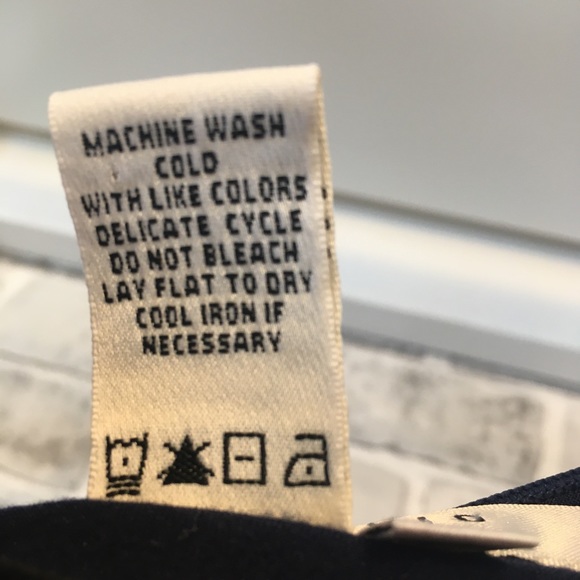 MACHINE WASH
COLD
WITH LIKE COLORS
DELICATE CYCLE
DO NOT BLEACH
LAY FLAT TO DRY
COOL IRON IF
NECESSARY